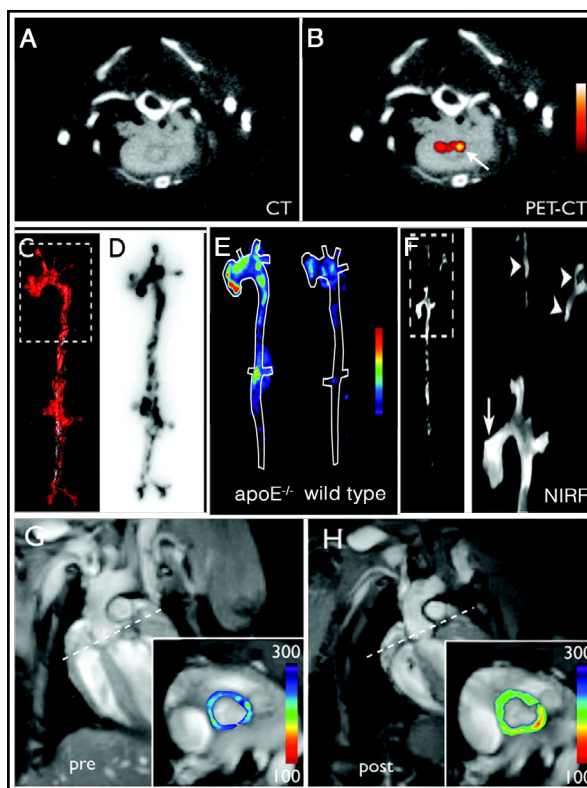 A
B
CT
PET-CT
C
D
E
F
apoE-/- wild type
NIRF
G
H
300
300
pre
100
post
100